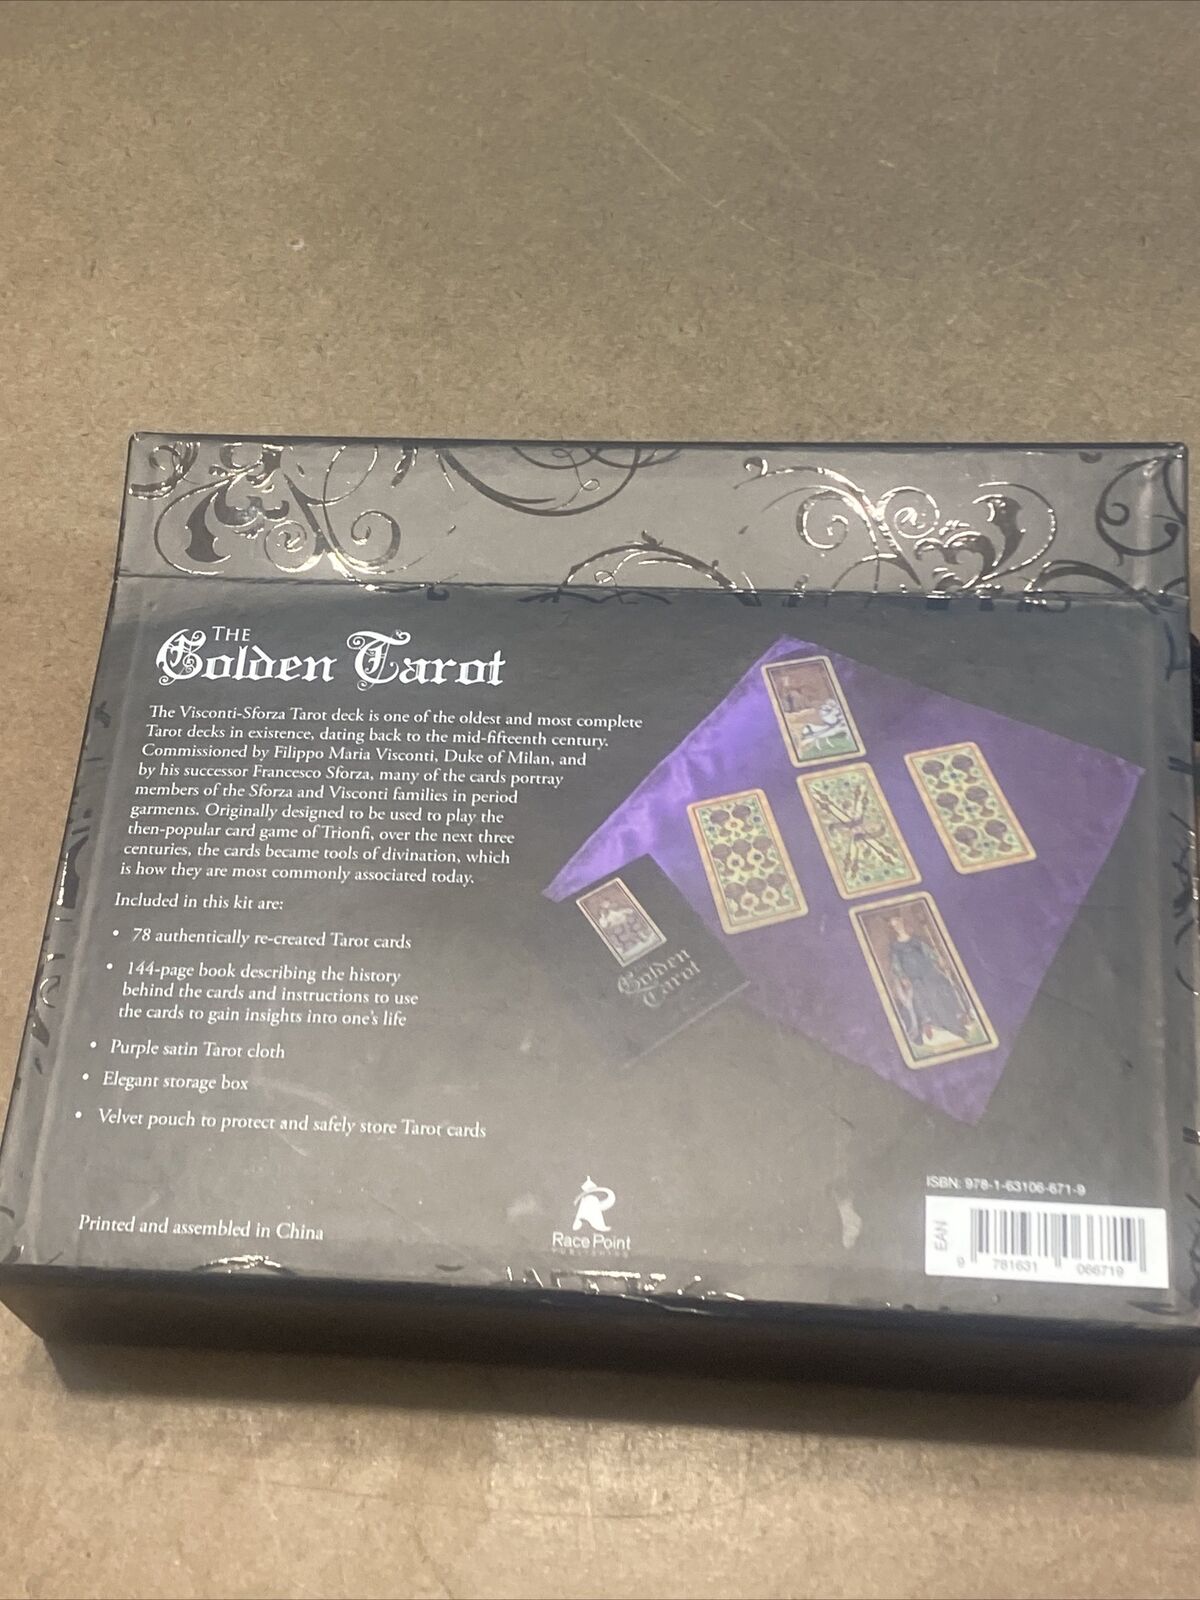 THE
Golden Tarot
The Visconti-Sforza Tarot deck is one of the oldest and most complete
Tarot decks in existence, dating back to the mid-fifteenth century.
Commissioned by Filippo Maria Visconti, Duke of Milan, and
by his successor Francesco Sforza, many of the cards portray
members of the Sforza and Visconti families in period
garments. Originally designed to be used to play the
then-popular card game of Trionfi, over the next three
centuries, the cards became tools of divination, which
is how they are most commonly associated today.
Included in this kit are:
• 78 authentically re-created Tarot cards
• 144-page book describing the history
behind the cards and instructions to use
the cards to gain insights into one's life
• Purple satin Tarot cloth
• Elegant storage box
• Velvet pouch to protect and safely store Tarot cards
Golden
Tarot
Printed and assembled in China
Race Point
PUBLISHING
ISBN: 978-1-63106-671-9
EAN
9 781631 066719